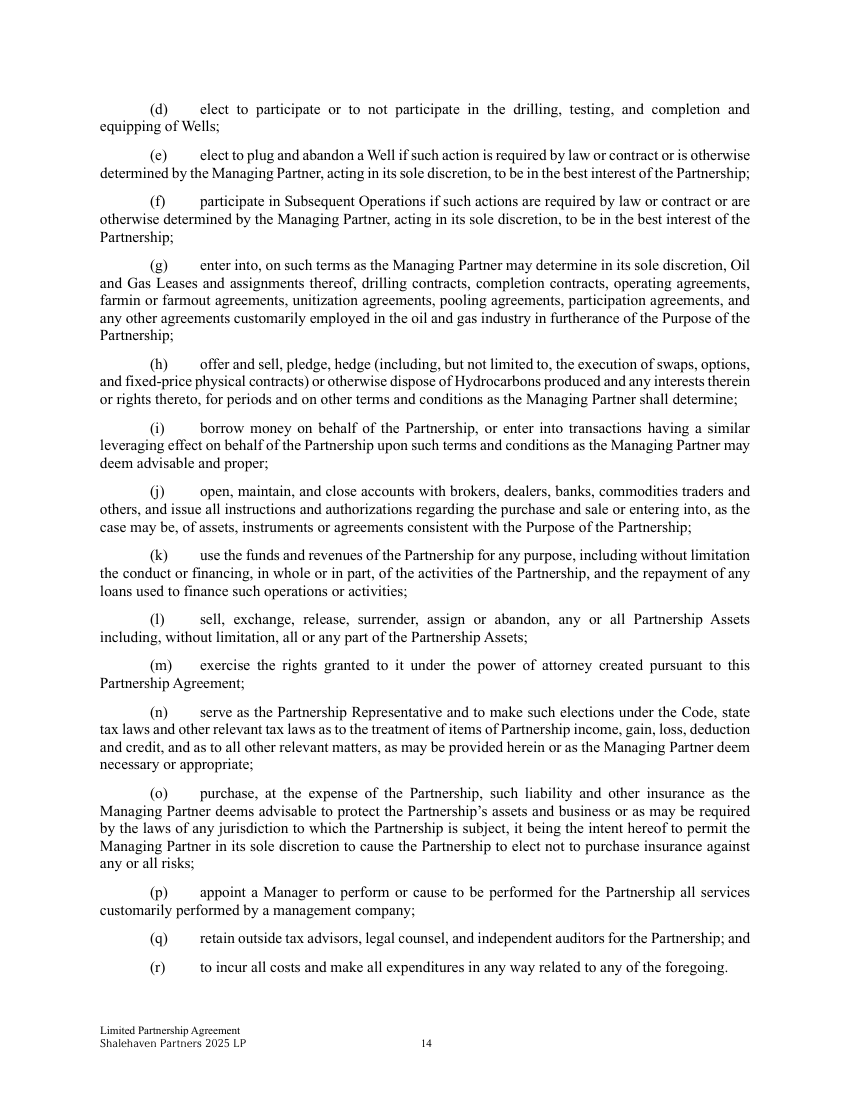 (d) elect to participate or to not participate in the drilling, testing, and completion and
equipping of Wells;
(e) elect to plug and abandon a Well if such action is required by law or contract or is otherwise
determined by the Managing Partner, acting in its sole discretion, to be in the best interest of the Partnership;
(f) participate in Subsequent Operations if such actions are required by law or contract or are
otherwise determined by the Managing Partner, acting in its sole discretion, to be in the best interest of the
Partnership;
(g) enter into, on such terms as the Managing Partner may determine in its sole discretion, Oil
and Gas Leases and assignments thereof, drilling contracts, completion contracts, operating agreements,
farmin or farmout agreements, unitization agreements, pooling agreements, participation agreements, and
any other agreements customarily employed in the oil and gas industry in furtherance of the Purpose of the
Partnership;
(h) offer and sell, pledge, hedge (including, but not limited to, the execution of swaps, options,
and fixed-price physical contracts) or otherwise dispose of Hydrocarbons produced and any interests therein
or rights thereto, for periods and on other terms and conditions as the Managing Partner shall determine;
(i) borrow money on behalf of the Partnership, or enter into transactions having a similar
leveraging effect on behalf of the Partnership upon such terms and conditions as the Managing Partner may
deem advisable and proper;
(j) open, maintain, and close accounts with brokers, dealers, banks, commodities traders and
others, and issue all instructions and authorizations regarding the purchase and sale or entering into, as the
case may be, of assets, instruments or agreements consistent with the Purpose of the Partnership;
(k) use the funds and revenues of the Partnership for any purpose, including without limitation
the conduct or financing, in whole or in part, of the activities of the Partnership, and the repayment of any
loans used to finance such operations or activities;
(l) sell, exchange, release, surrender, assign or abandon, any or all Partnership Assets
including, without limitation, all or any part of the Partnership Assets;
(m) exercise the rights granted to it under the power of attorney created pursuant to this
Partnership Agreement;
(n) serve as the Partnership Representative and to make such elections under the Code, state
tax laws and other relevant tax laws as to the treatment of items of Partnership income, gain, loss, deduction
and credit, and as to all other relevant matters, as may be provided herein or as the Managing Partner deem
necessary or appropriate;
(o) purchase, at the expense of the Partnership, such liability and other insurance as the
Managing Partner deems advisable to protect the Partnership’s assets and business or as may be required
by the laws of any jurisdiction to which the Partnership is subject, it being the intent hereof to permit the
Managing Partner in its sole discretion to cause the Partnership to elect not to purchase insurance against
any or all risks;
(p) appoint a Manager to perform or cause to be performed for the Partnership all services
customarily performed by a management company;
(q) retain outside tax advisors, legal counsel, and independent auditors for the Partnership; and
(r) to incur all costs and make all expenditures in any way related to any of the foregoing.
Limited Partnership Agreement
Shalehaven Partners 2025 LP 14